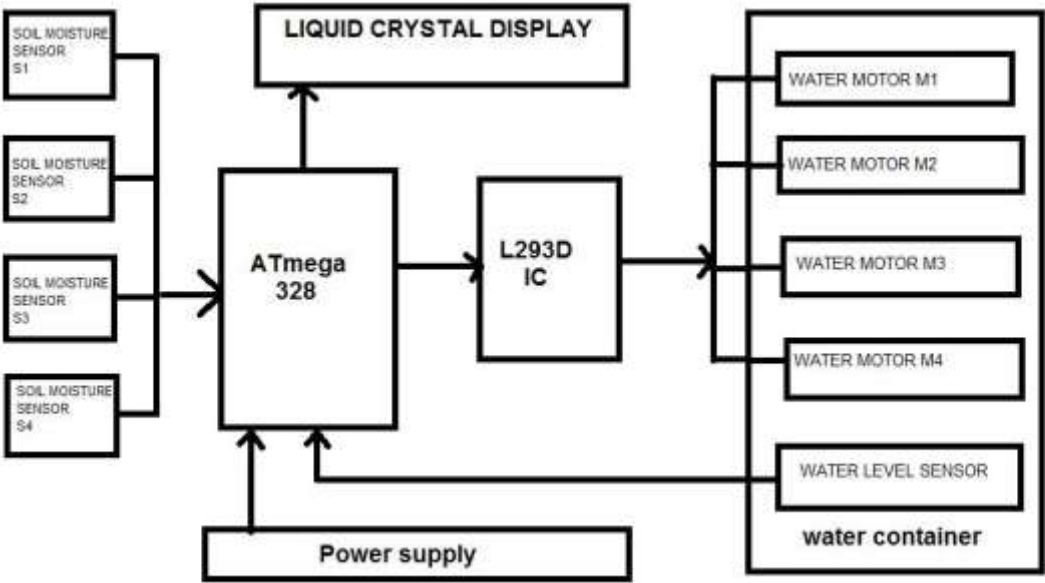 SOIL MOISTURE
SENSOR
S1
SOIL MOISTURE
SENSOR
S2
SOIL MOISTURE
SENSOR
S3
SOIL MOISTURE
SENSOR
S4
LIQUID CRYSTAL DISPLAY
ATmega
328
L293D
IC
WATER MOTOR M1
WATER MOTOR M2
WATER MOTOR M3
WATER MOTOR M4
WATER LEVEL SENSOR
water container
Power supply